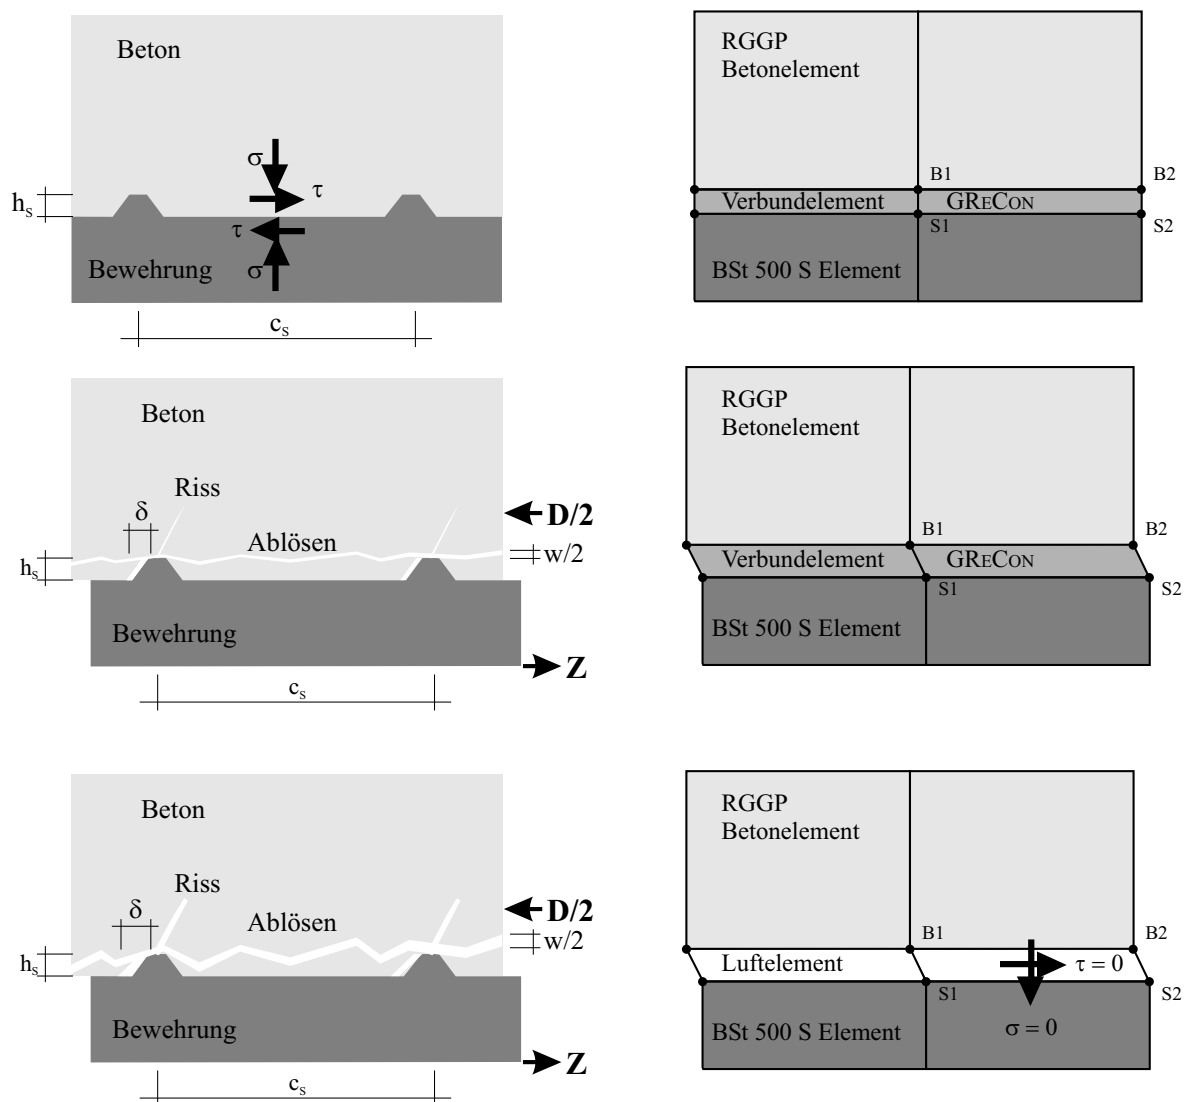 Beton
σ
τ
h_s
τ
Bewehrung
σ
c_s
RGGP
Betonelement
B1
B2
Verbundelement
GReCon
S1
S2
BSt 500 S Element
Beton
Riss
δ
D/2
Ablösen
w/2
h_s
Bewehrung
Z
c_s
RGGP
Betonelement
B1
B2
Verbundelement
GReCon
S1
S2
BSt 500 S Element
Beton
Riss
δ
D/2
Ablösen
w/2
h_s
Bewehrung
Z
c_s
RGGP
Betonelement
B1
B2
Luftelement
τ = 0
S1
S2
BSt 500 S Element
σ = 0